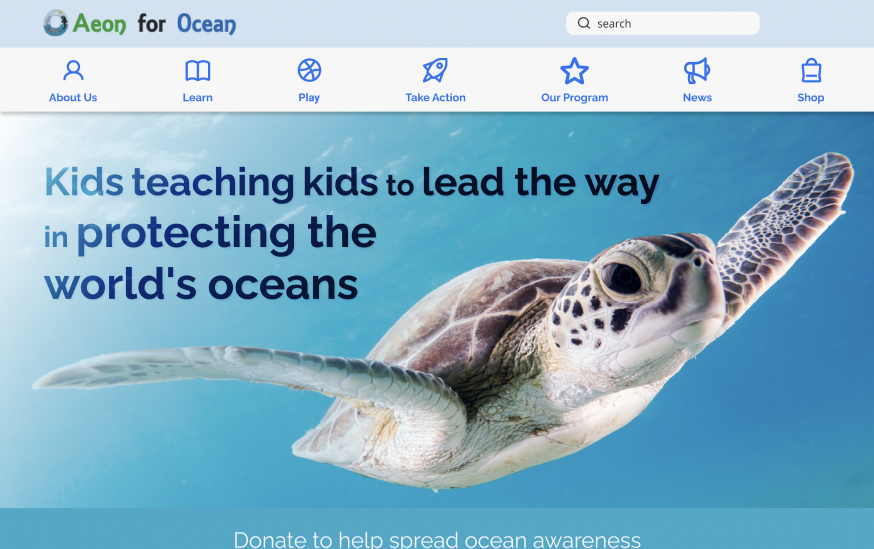 Aeon for Ocean
search
About Us
Learn
Play
Take Action
Our Program
News
Shop
Kids teaching kids to lead the way
in protecting the
world's oceans
Donate to help spread ocean awareness